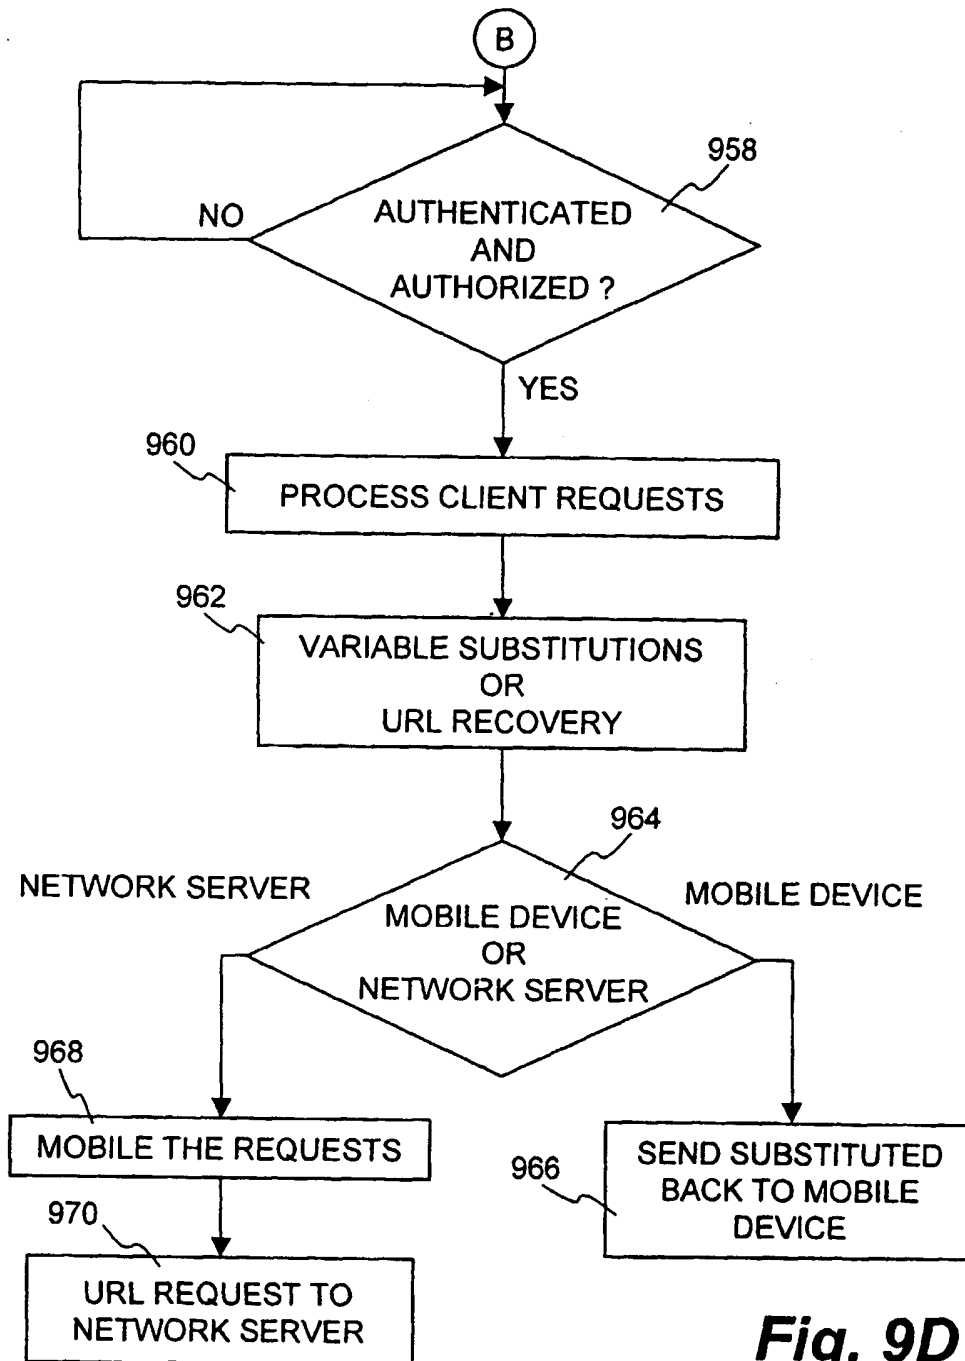 B
958
NO
AUTHENTICATED
AND
AUTHORIZED ?
YES
960
PROCESS CLIENT REQUESTS
962
VARIABLE SUBSTITUTIONS
OR
URL RECOVERY
964
NETWORK SERVER
MOBILE DEVICE
MOBILE DEVICE
OR
NETWORK SERVER
968
MOBILE THE REQUESTS
966
SEND SUBSTITUTED
BACK TO MOBILE
DEVICE
970
URL REQUEST TO
NETWORK SERVER
Fig. 9D